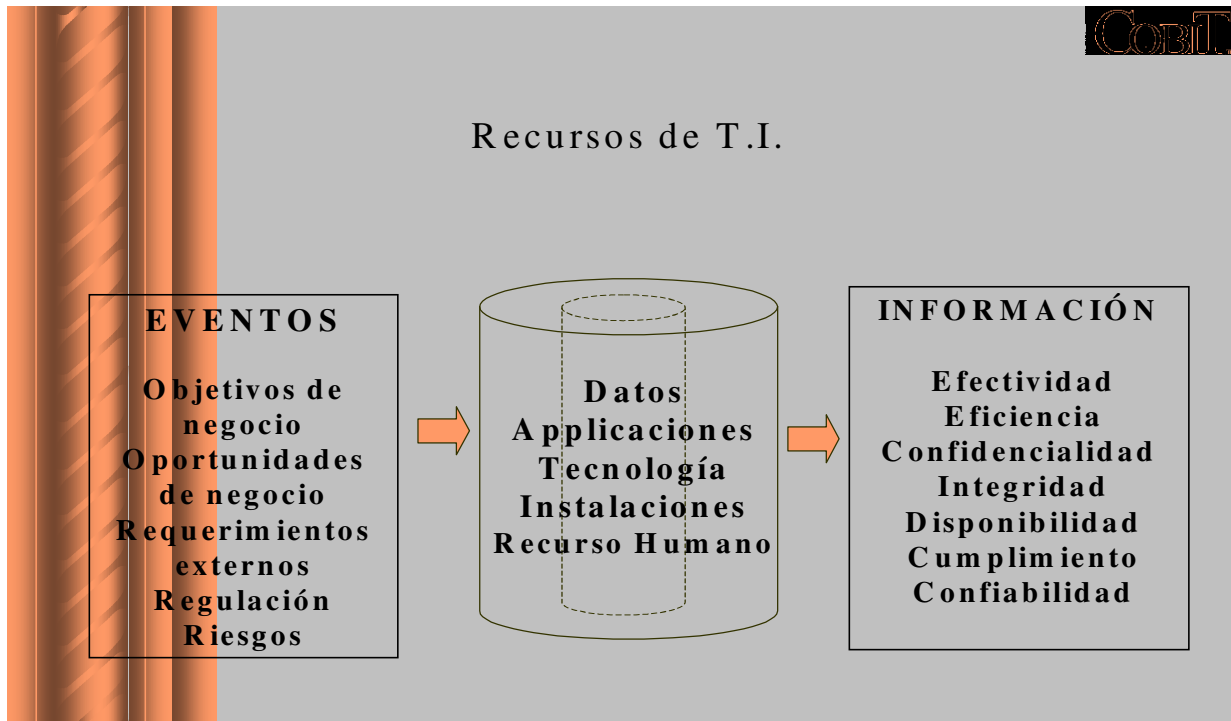 COBIT
Recursos de T.I.
EVENTOS
Objetivos de
negocio
Oportunidades
de negocio
Requerimientos
externos
Regulación
Riesgos
Datos
Applicaciones
Tecnología
Instalaciones
Recurso Humano
INFORMACIÓN
Efectividad
Eficiencia
Confidencialidad
Integridad
Disponibilidad
Cumplimiento
Confiabilidad